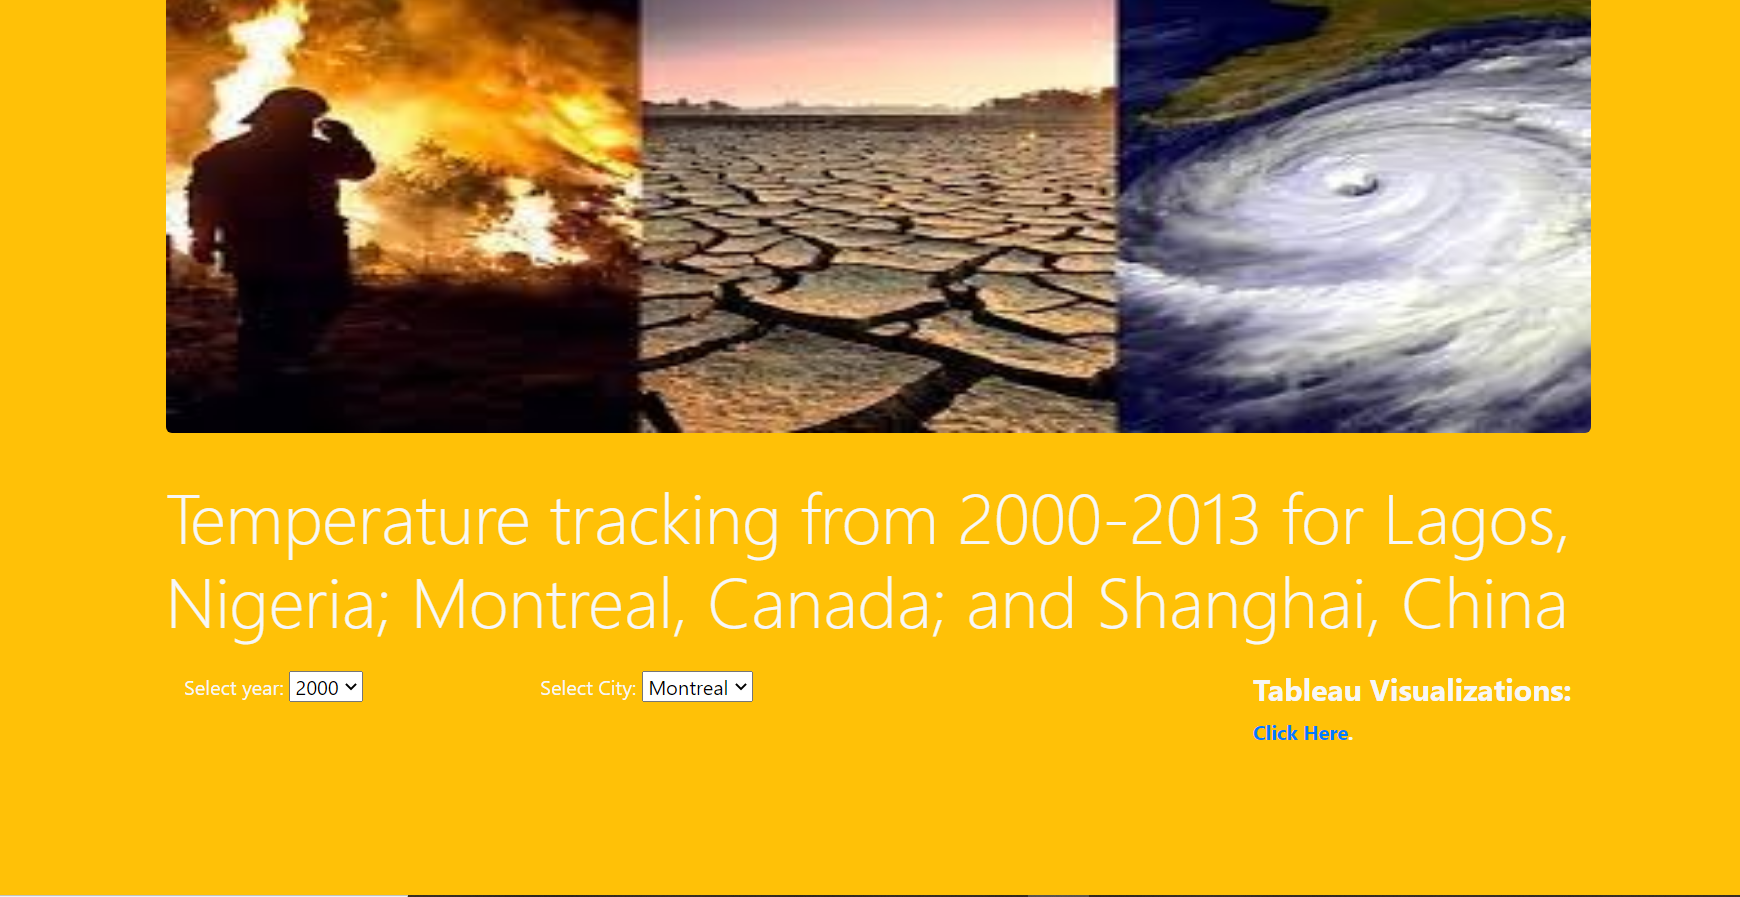 Temperature tracking from 2000-2013 for Lagos,
Nigeria; Montreal, Canada; and Shanghai, China
Select year: 2000
Select City: Montreal
Tableau Visualizations:
Click Here.